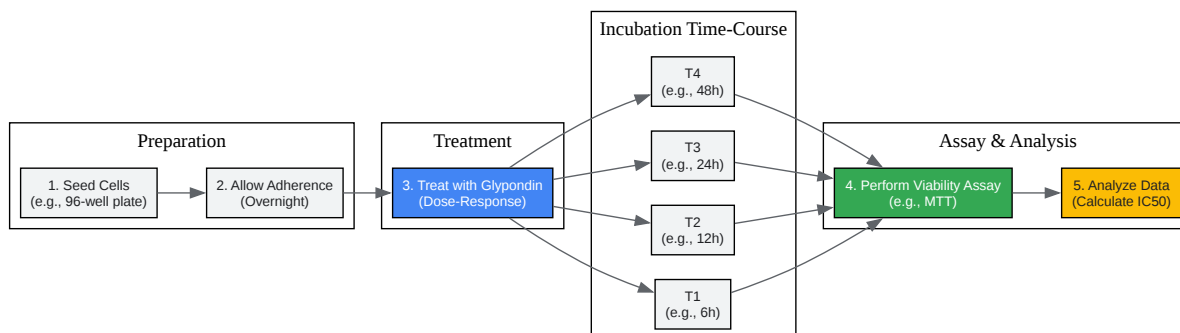 Preparation
1. Seed Cells
(e.g., 96-well plate)
2. Allow Adherence
(Overnight)
Treatment
3. Treat with Glypondin
(Dose-Response)
Incubation Time-Course
T4
(e.g., 48h)
T3
(e.g., 24h)
T2
(e.g., 12h)
T1
(e.g., 6h)
Assay & Analysis
4. Perform Viability Assay
(e.g., MTT)
5. Analyze Data
(Calculate IC50)